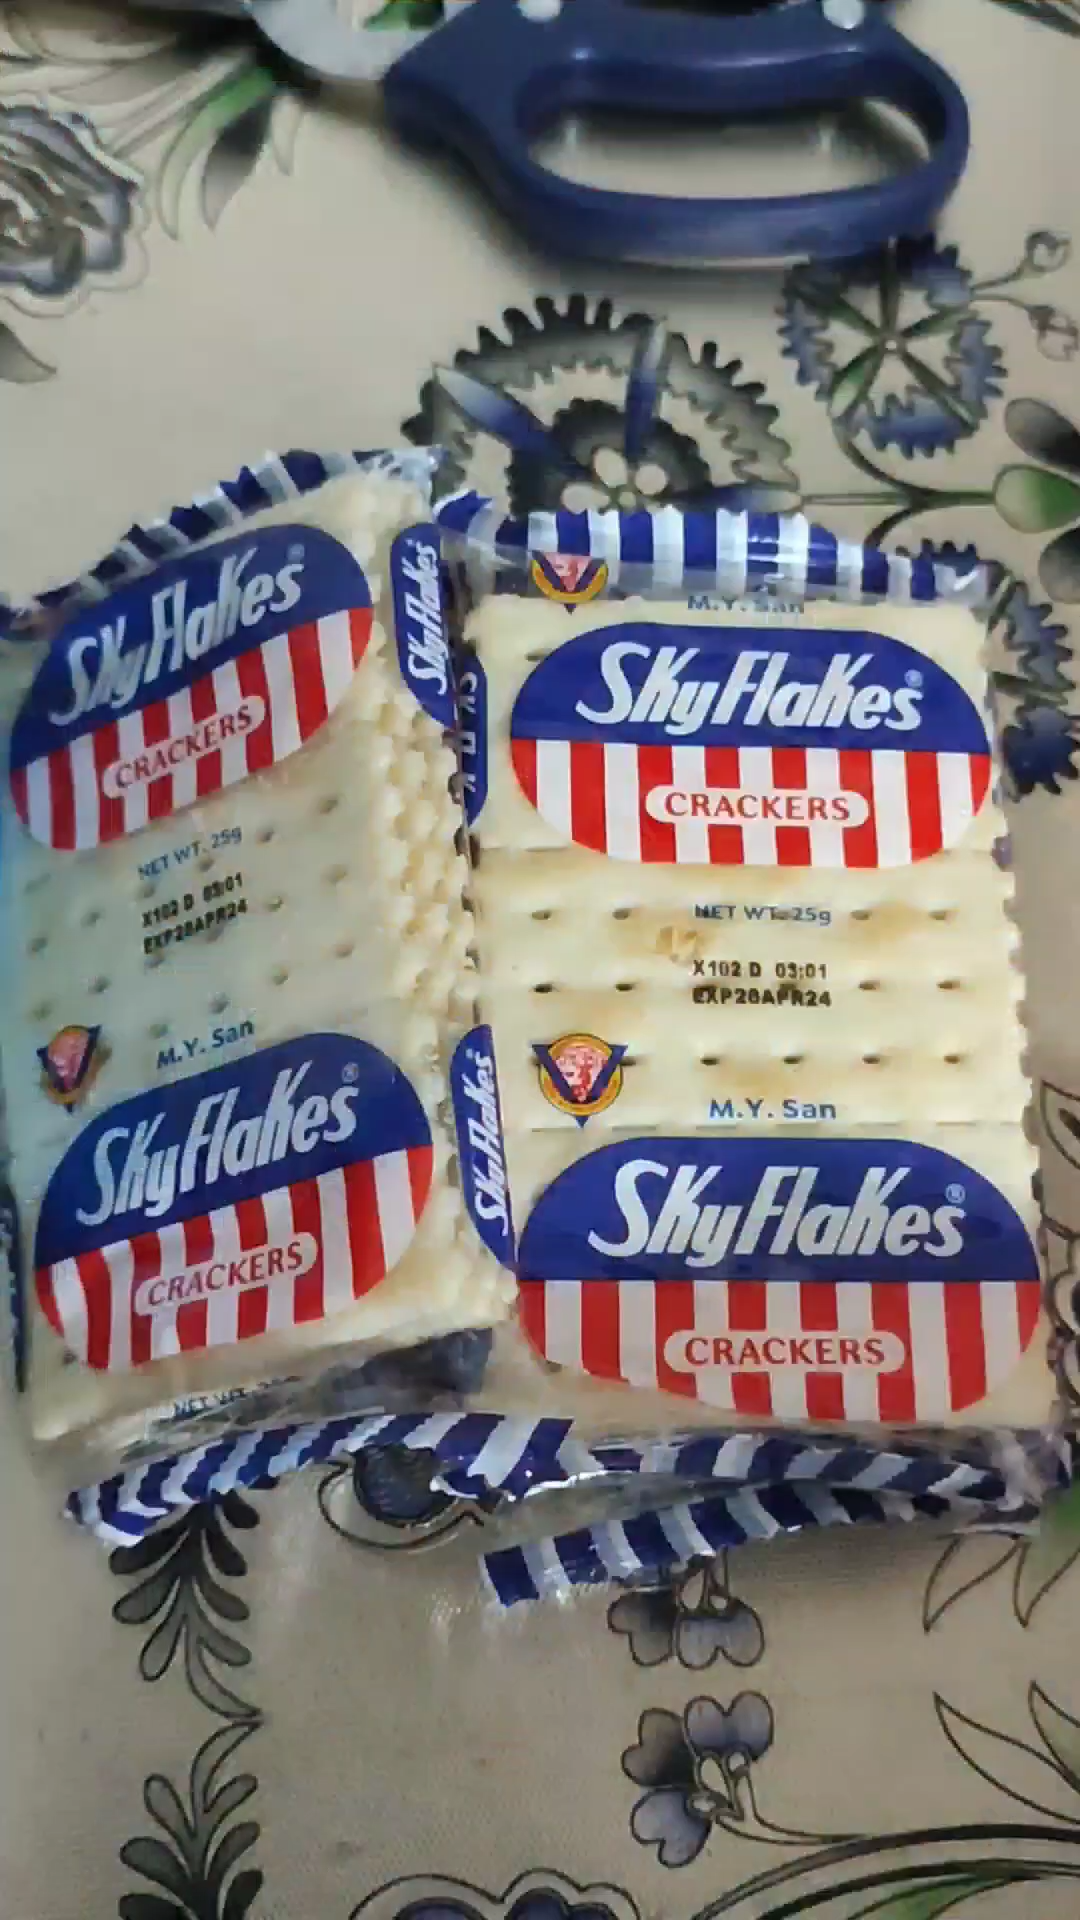 SkyFlakes®
CRACKERS
NET WT. 25g
X102 D 03:01
EXP28APR24
M.Y. San
SkyFlakes®
CRACKERS
SkyFlakes
SkyFlakes
M.Y. San
SkyFlakes®
CRACKERS
NET WT. 25g
X102 D 03:01
EXP28APR24
M.Y. San
SkyFlakes®
CRACKERS